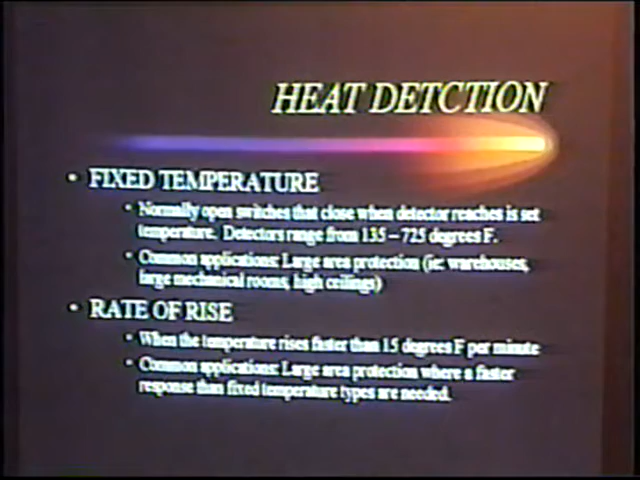 HEAT DETCTION
• FIXED TEMPERATURE
• Normally open switches that close when detector reaches is set
temperature. Detectors range from 135 – 725 degrees F.
• Common applications: Large area protection (ie: warehouses,
large mechanical rooms, high ceilings)
• RATE OF RISE
• When the temperature rises faster than 15 degrees F per minute
• Common applications: Large area protection where a faster
response than fixed temperature types are needed.